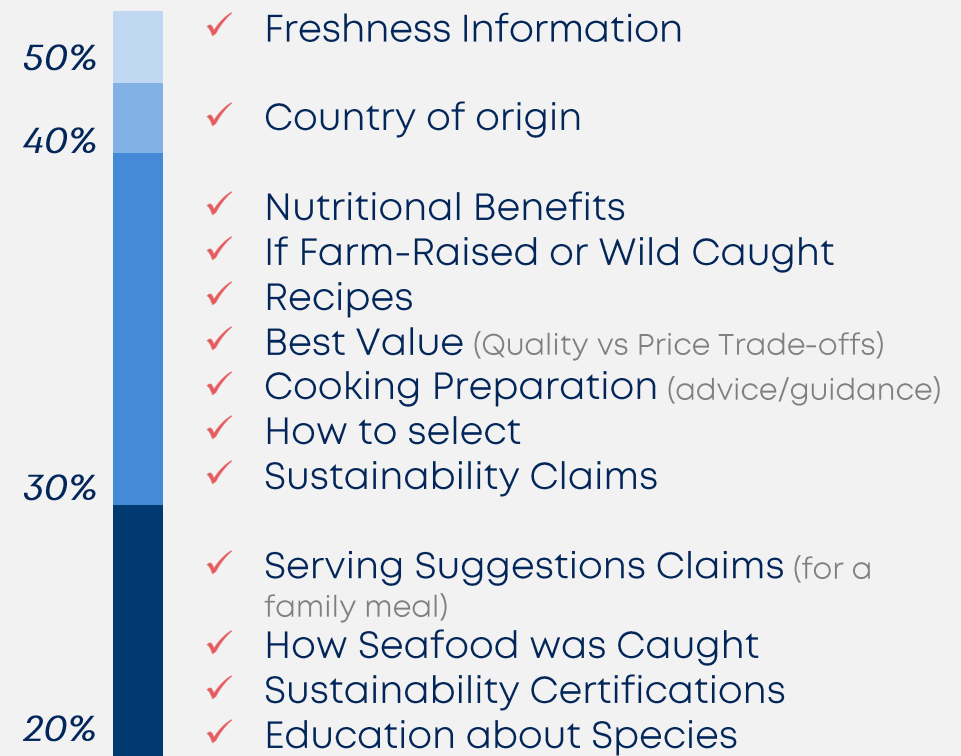 Freshness Information
50%
Country of origin
40%
Nutritional Benefits
If Farm-Raised or Wild Caught
Recipes
Best Value (Quality vs Price Trade-offs)
Cooking Preparation (advice/guidance)
How to select
Sustainability Claims
30%
Serving Suggestions Claims (for a
family meal)
How Seafood was Caught
Sustainability Certifications
20%
Education about Species